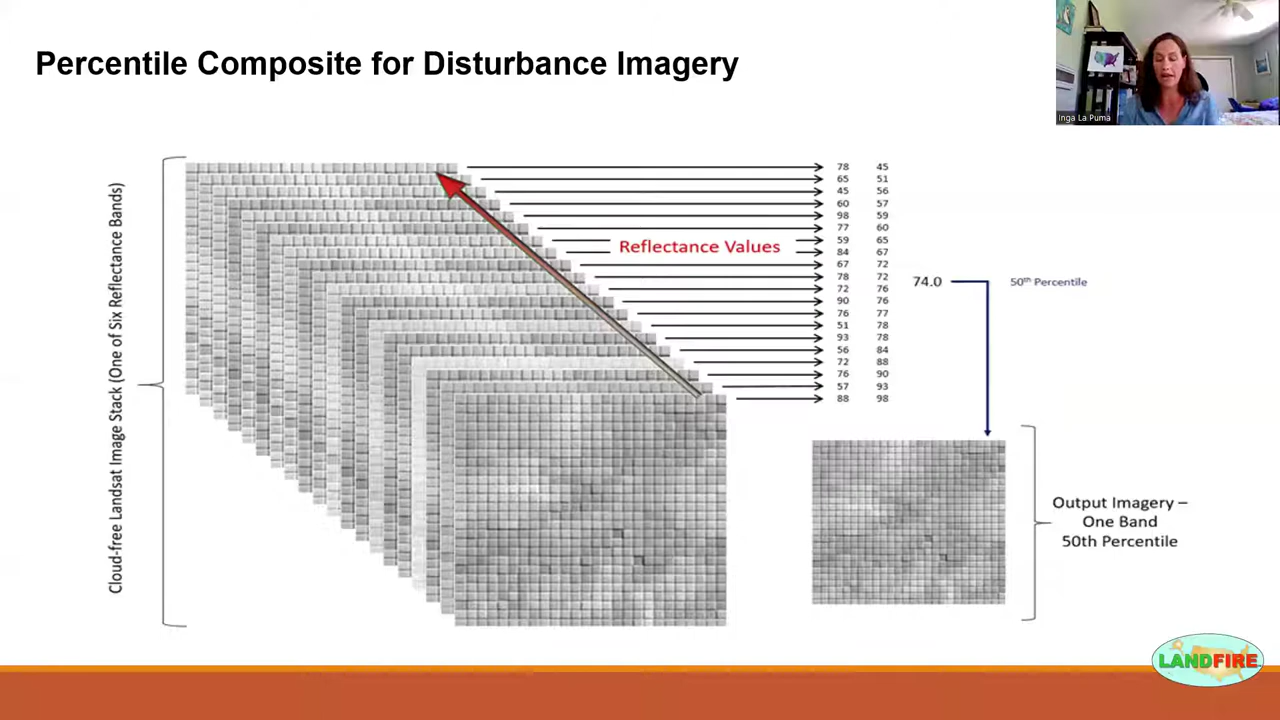 Percentile Composite for Disturbance Imagery
Inga La Puma
Cloud-free Landsat Image Stack (One of Six Reflectance Bands)
Reflectance Values
78 45
65 51
45 56
60 57
98 59
77 60
59 65
84 67
67 72
78 72
72 76
90 76
76 77
51 78
93 78
56 84
72 88
76 90
57 93
88 98
74.0
50th Percentile
Output Imagery –
One Band
50th Percentile
LANDFIRE